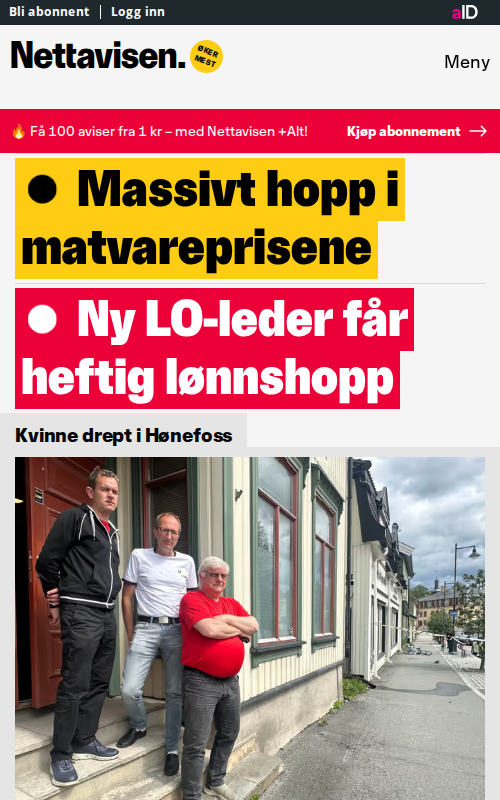 Bli abonnent | Logg inn
aID
Nettavisen.
ØKER
MEST
Meny
🔥 Få 100 aviser fra 1 kr – med Nettavisen +Alt!
Kjøp abonnement →
Massivt hopp i
matvareprisene
Ny LO-leder får
heftig lønnshopp
Kvinne drept i Hønefoss